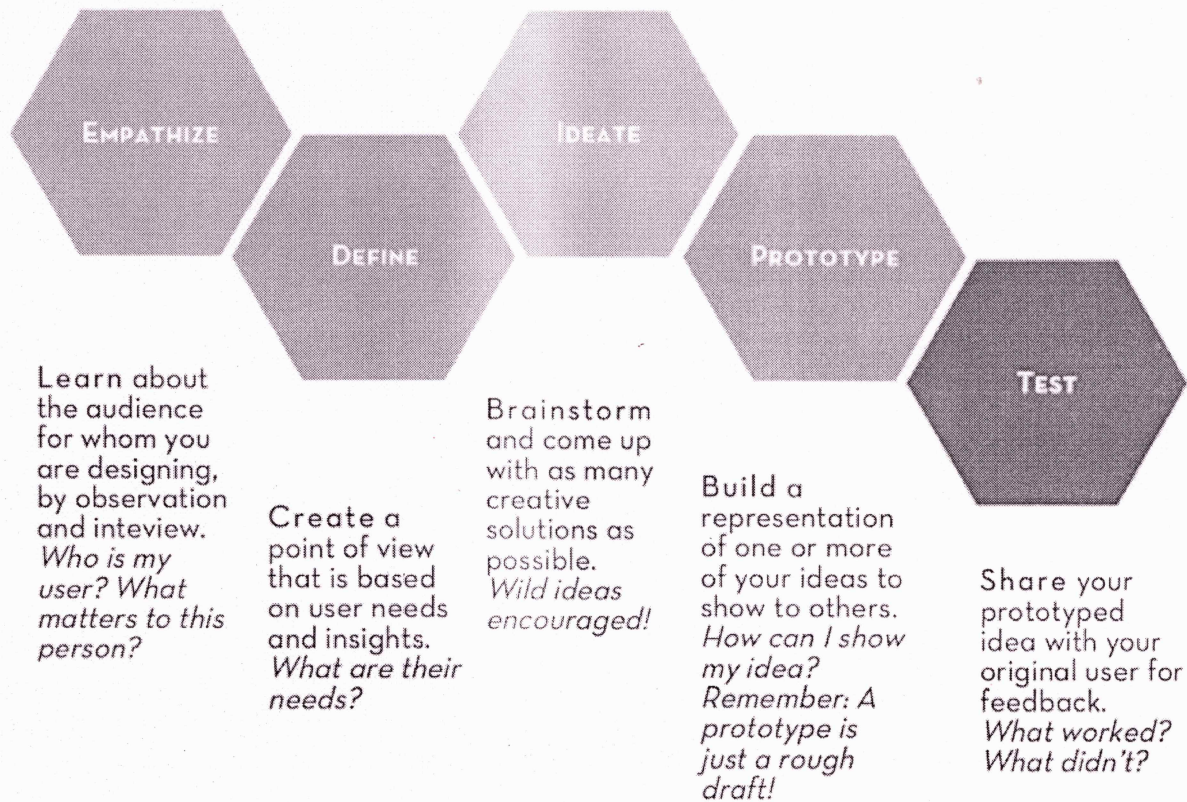 EMPATHIZE
DEFINE
IDEATE
PROTOTYPE
TEST
Learn about
the audience
for whom you
are designing,
by observation
and inteview.
Who is my
user? What
matters to this
person?
Create a
point of view
that is based
on user needs
and insights.
What are their
needs?
Brainstorm
and come up
with as many
creative
solutions as
possible.
Wild ideas
encouraged!
Build a
representation
of one or more
of your ideas to
show to others.
How can I show
my idea?
Remember: A
prototype is
just a rough
draft!
Share your
prototyped
idea with your
original user for
feedback.
What worked?
What didn't?